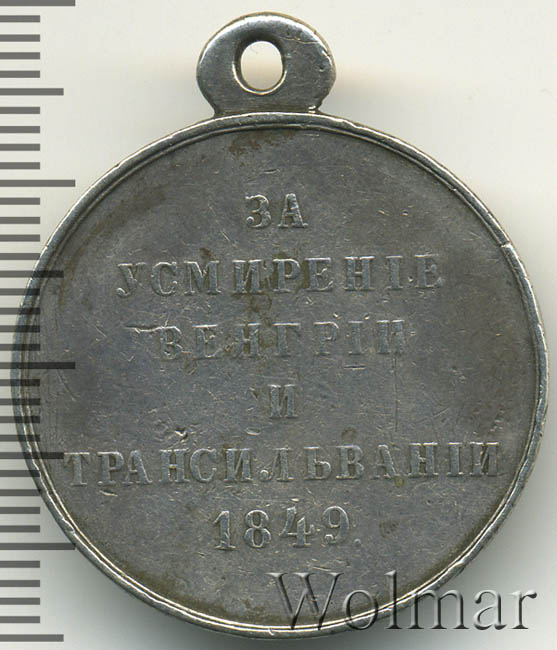 ЗА
УСМИРЕНІЕ
ВЕНГРІИ
И
ТРАНСИЛЬВАНІИ
1849.
Wolmar